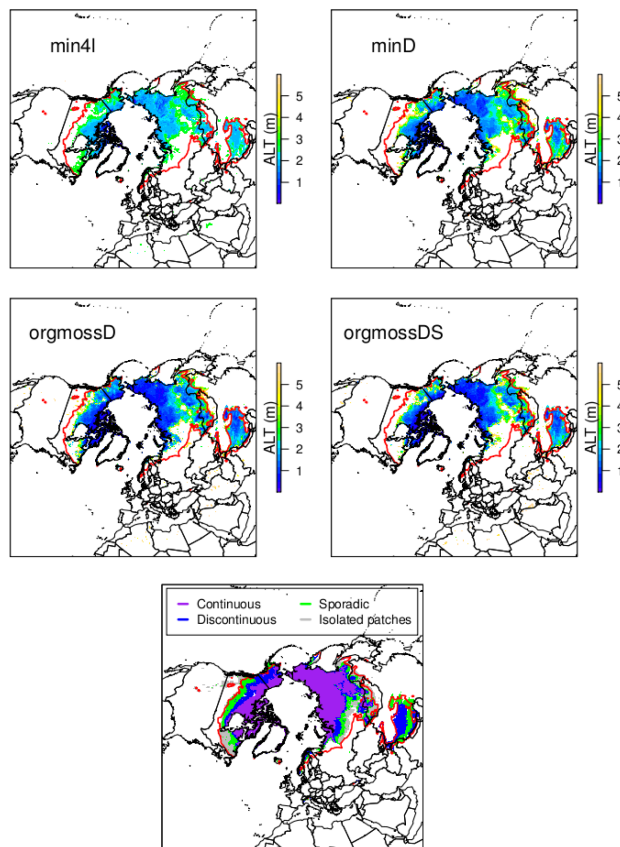 min4l
5
4
3
2
1
ALT (m)
minD
5
4
3
2
1
ALT (m)
orgmossD
5
4
3
2
1
ALT (m)
orgmossDS
5
4
3
2
1
ALT (m)
Continuous
Sporadic
Discontinuous
Isolated patches